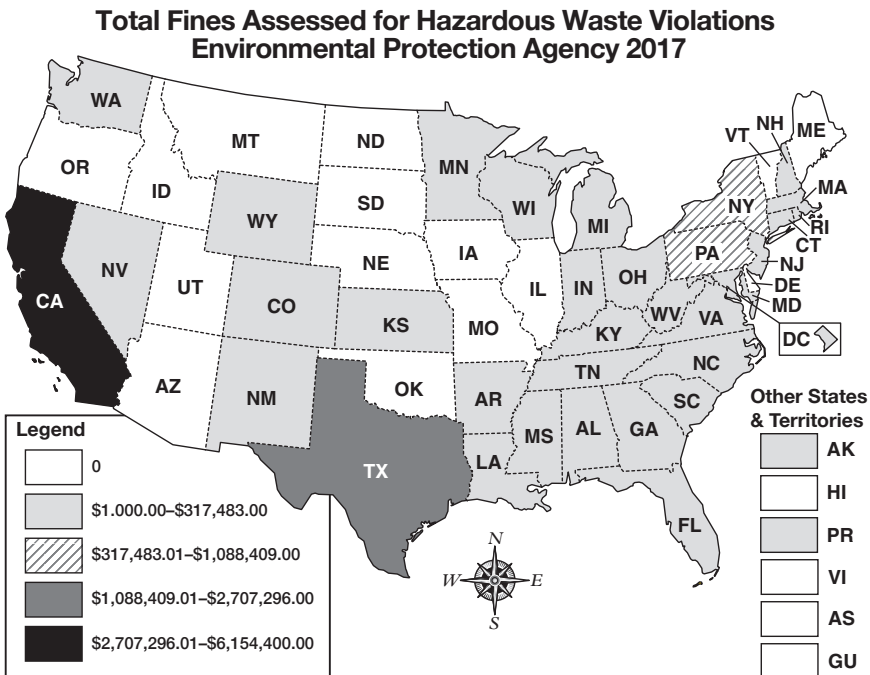 Total Fines Assessed for Hazardous Waste Violations
Environmental Protection Agency 2017
WA
MT
ND
MN
VT
NH
ME
OR
ID
WY
SD
WI
MI
NY
MA
RI
CT
NV
UT
CO
NE
IA
IL
IN
OH
PA
NJ
DE
MD
CA
KS
MO
KY
WV
VA
DC
AZ
NM
OK
AR
TN
NC
SC
TX
LA
MS
AL
GA
FL
Legend
0
$1.000.00–$317,483.00
$317,483.01–$1,088,409.00
$1,088,409.01–$2,707,296.00
$2,707,296.01–$6,154,400.00
N
W
E
S
Other States
& Territories
AK
HI
PR
VI
AS
GU